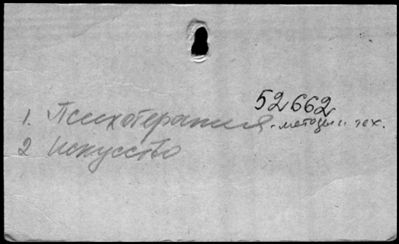 52662
1. Психотерапия - методы и тех.
2 Искусство